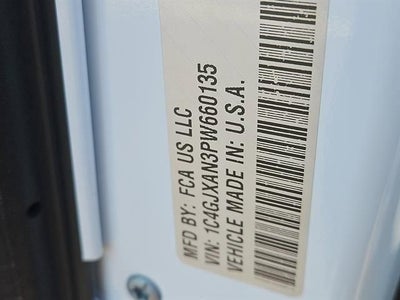 MFD BY: FCA US LLC
VIN: 1C4GJXAN3PW660135
VEHICLE MADE IN: U.S.A.